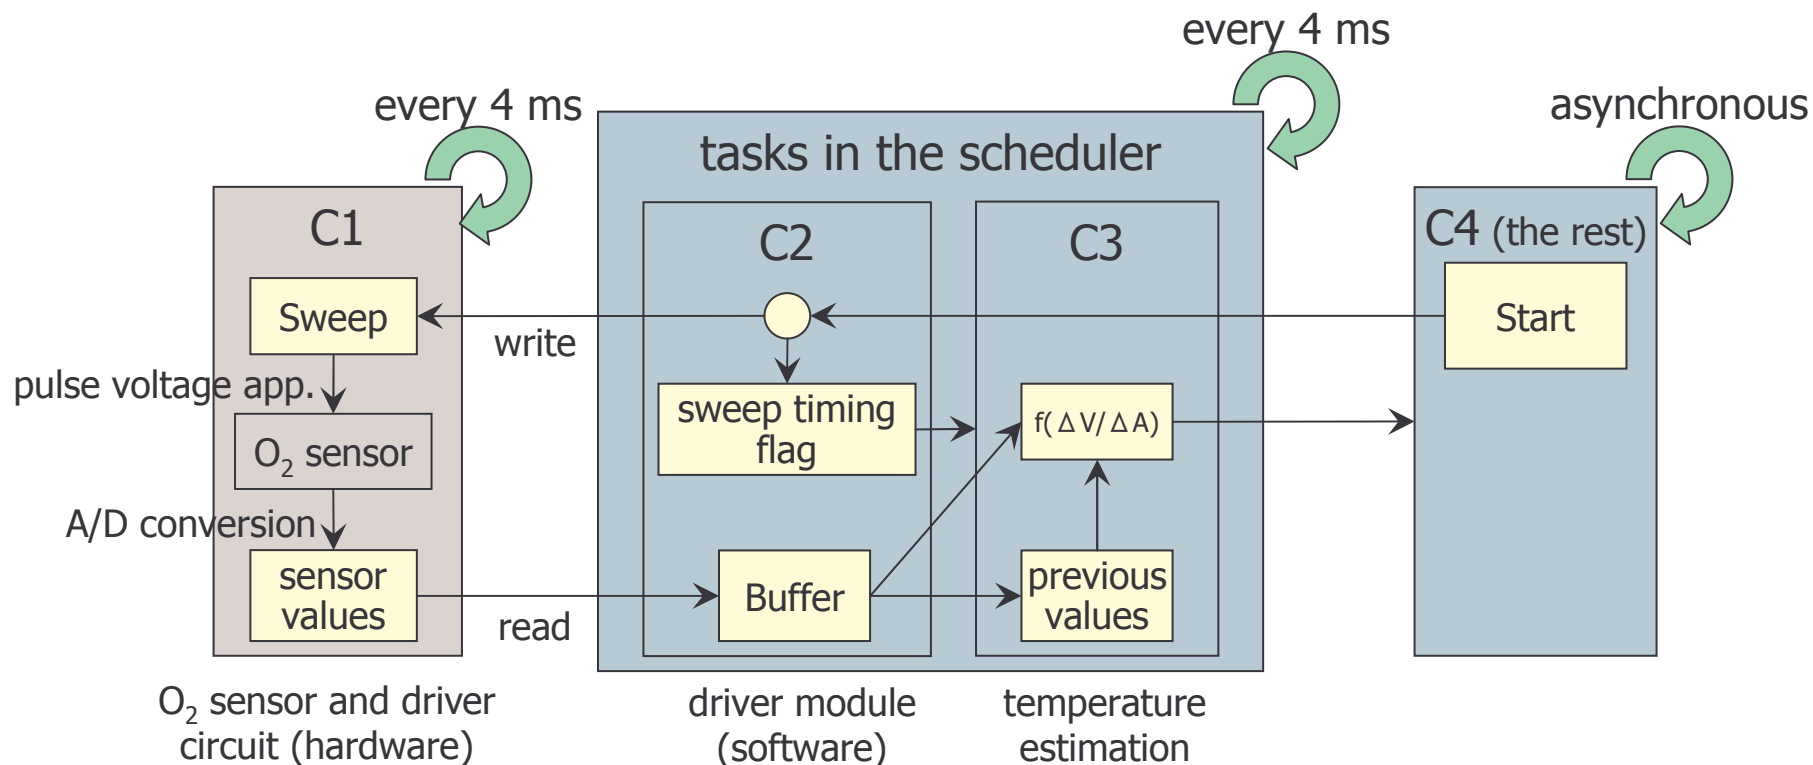 every 4 ms
every 4 ms
asynchronous
tasks in the scheduler
C1
C2
C3
C4 (the rest)
Sweep
write
Start
pulse voltage app.
sweep timing
flag
f(ΔV/ΔA)
O₂ sensor
A/D conversion
sensor
values
read
Buffer
previous
values
O₂ sensor and driver
circuit (hardware)
driver module
(software)
temperature
estimation